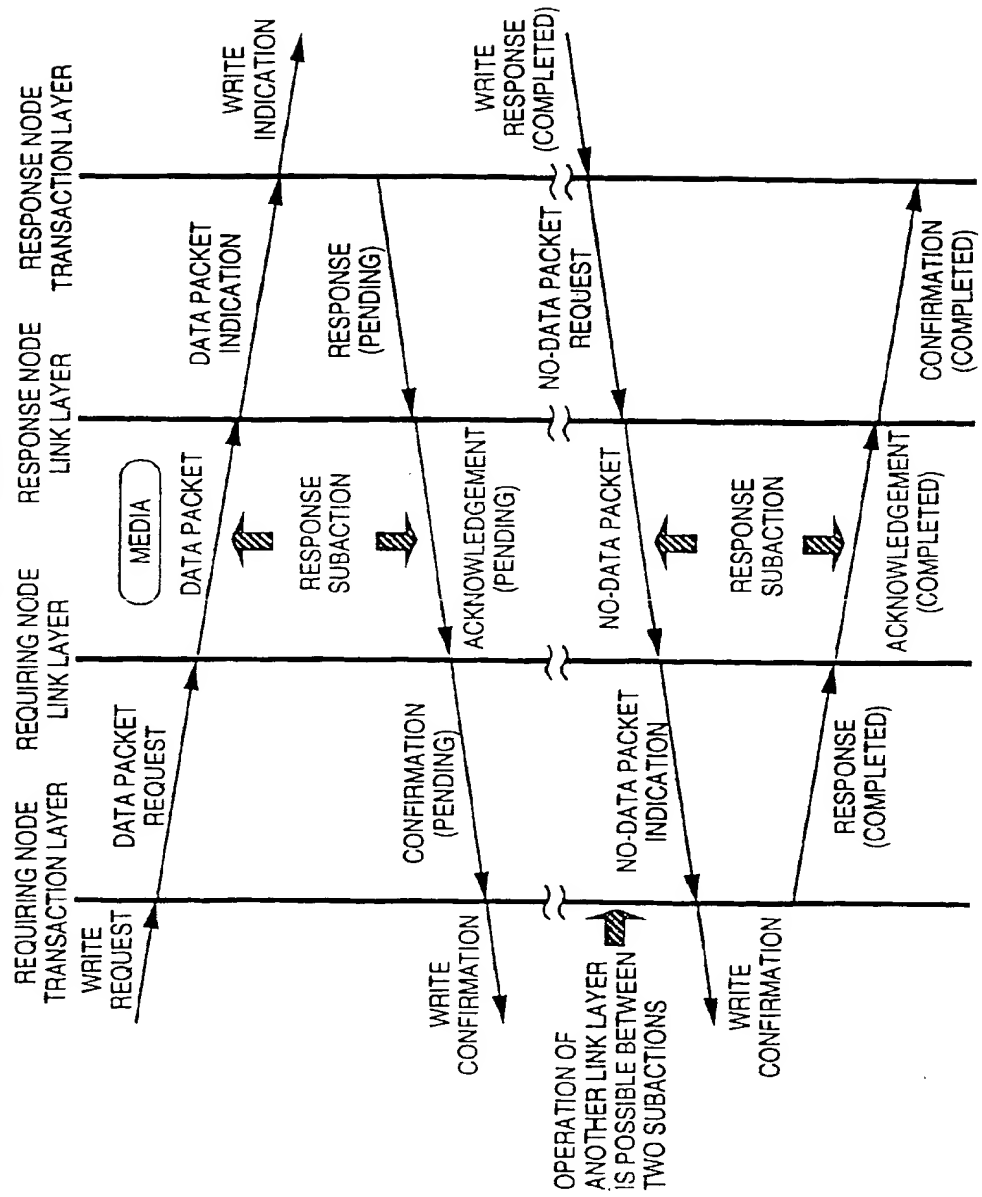 REQUIRING NODE
TRANSACTION LAYER
REQUIRING NODE
LINK LAYER
RESPONSE NODE
LINK LAYER
RESPONSE NODE
TRANSACTION LAYER
WRITE
REQUEST
DATA PACKET
REQUEST
MEDIA
DATA PACKET
DATA PACKET
INDICATION
WRITE
INDICATION
RESPONSE
SUBACTION
WRITE
CONFIRMATION
CONFIRMATION
(PENDING)
ACKNOWLEDGEMENT
(PENDING)
RESPONSE
(PENDING)
OPERATION OF
ANOTHER LINK LAYER
IS POSSIBLE BETWEEN
TWO SUBACTIONS
NO-DATA PACKET
INDICATION
NO-DATA PACKET
NO-DATA PACKET
REQUEST
WRITE
RESPONSE
(COMPLETED)
RESPONSE
SUBACTION
WRITE
CONFIRMATION
RESPONSE
(COMPLETED)
ACKNOWLEDGEMENT
(COMPLETED)
CONFIRMATION
(COMPLETED)